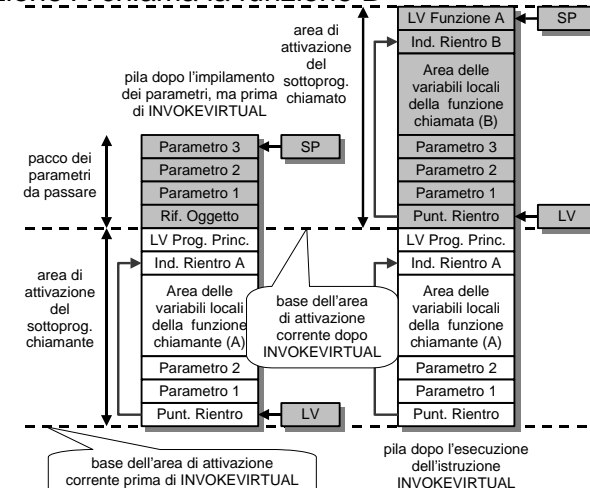 LV Funzione A
SP
Ind. Rientro B
Area delle
variabili locali
della funzione
chiamata (B)
Parametro 3
Parametro 2
Parametro 1
Punt. Rientro
LV
LV Prog. Princ.
Ind. Rientro A
Area delle
variabili locali
della funzione
chiamante (A)
Parametro 2
Parametro 1
Punt. Rientro
pila dopo l'esecuzione
dell'istruzione
INVOKEVIRTUAL
area di
attivazione
del
sottoprog.
chiamato
pila dopo l'impilamento
dei parametri, ma prima
di INVOKEVIRTUAL
Parametro 3
SP
Parametro 2
Parametro 1
Rif. Oggetto
pacco dei
parametri
da passare
LV Prog. Princ.
Ind. Rientro A
Area delle
variabili locali
della funzione
chiamante (A)
Parametro 2
Parametro 1
Punt. Rientro
LV
area di
attivazione
del
sottoprog.
chiamante
base dell'area
di attivazione
corrente dopo
INVOKEVIRTUAL
base dell'area di attivazione
corrente prima di INVOKEVIRTUAL